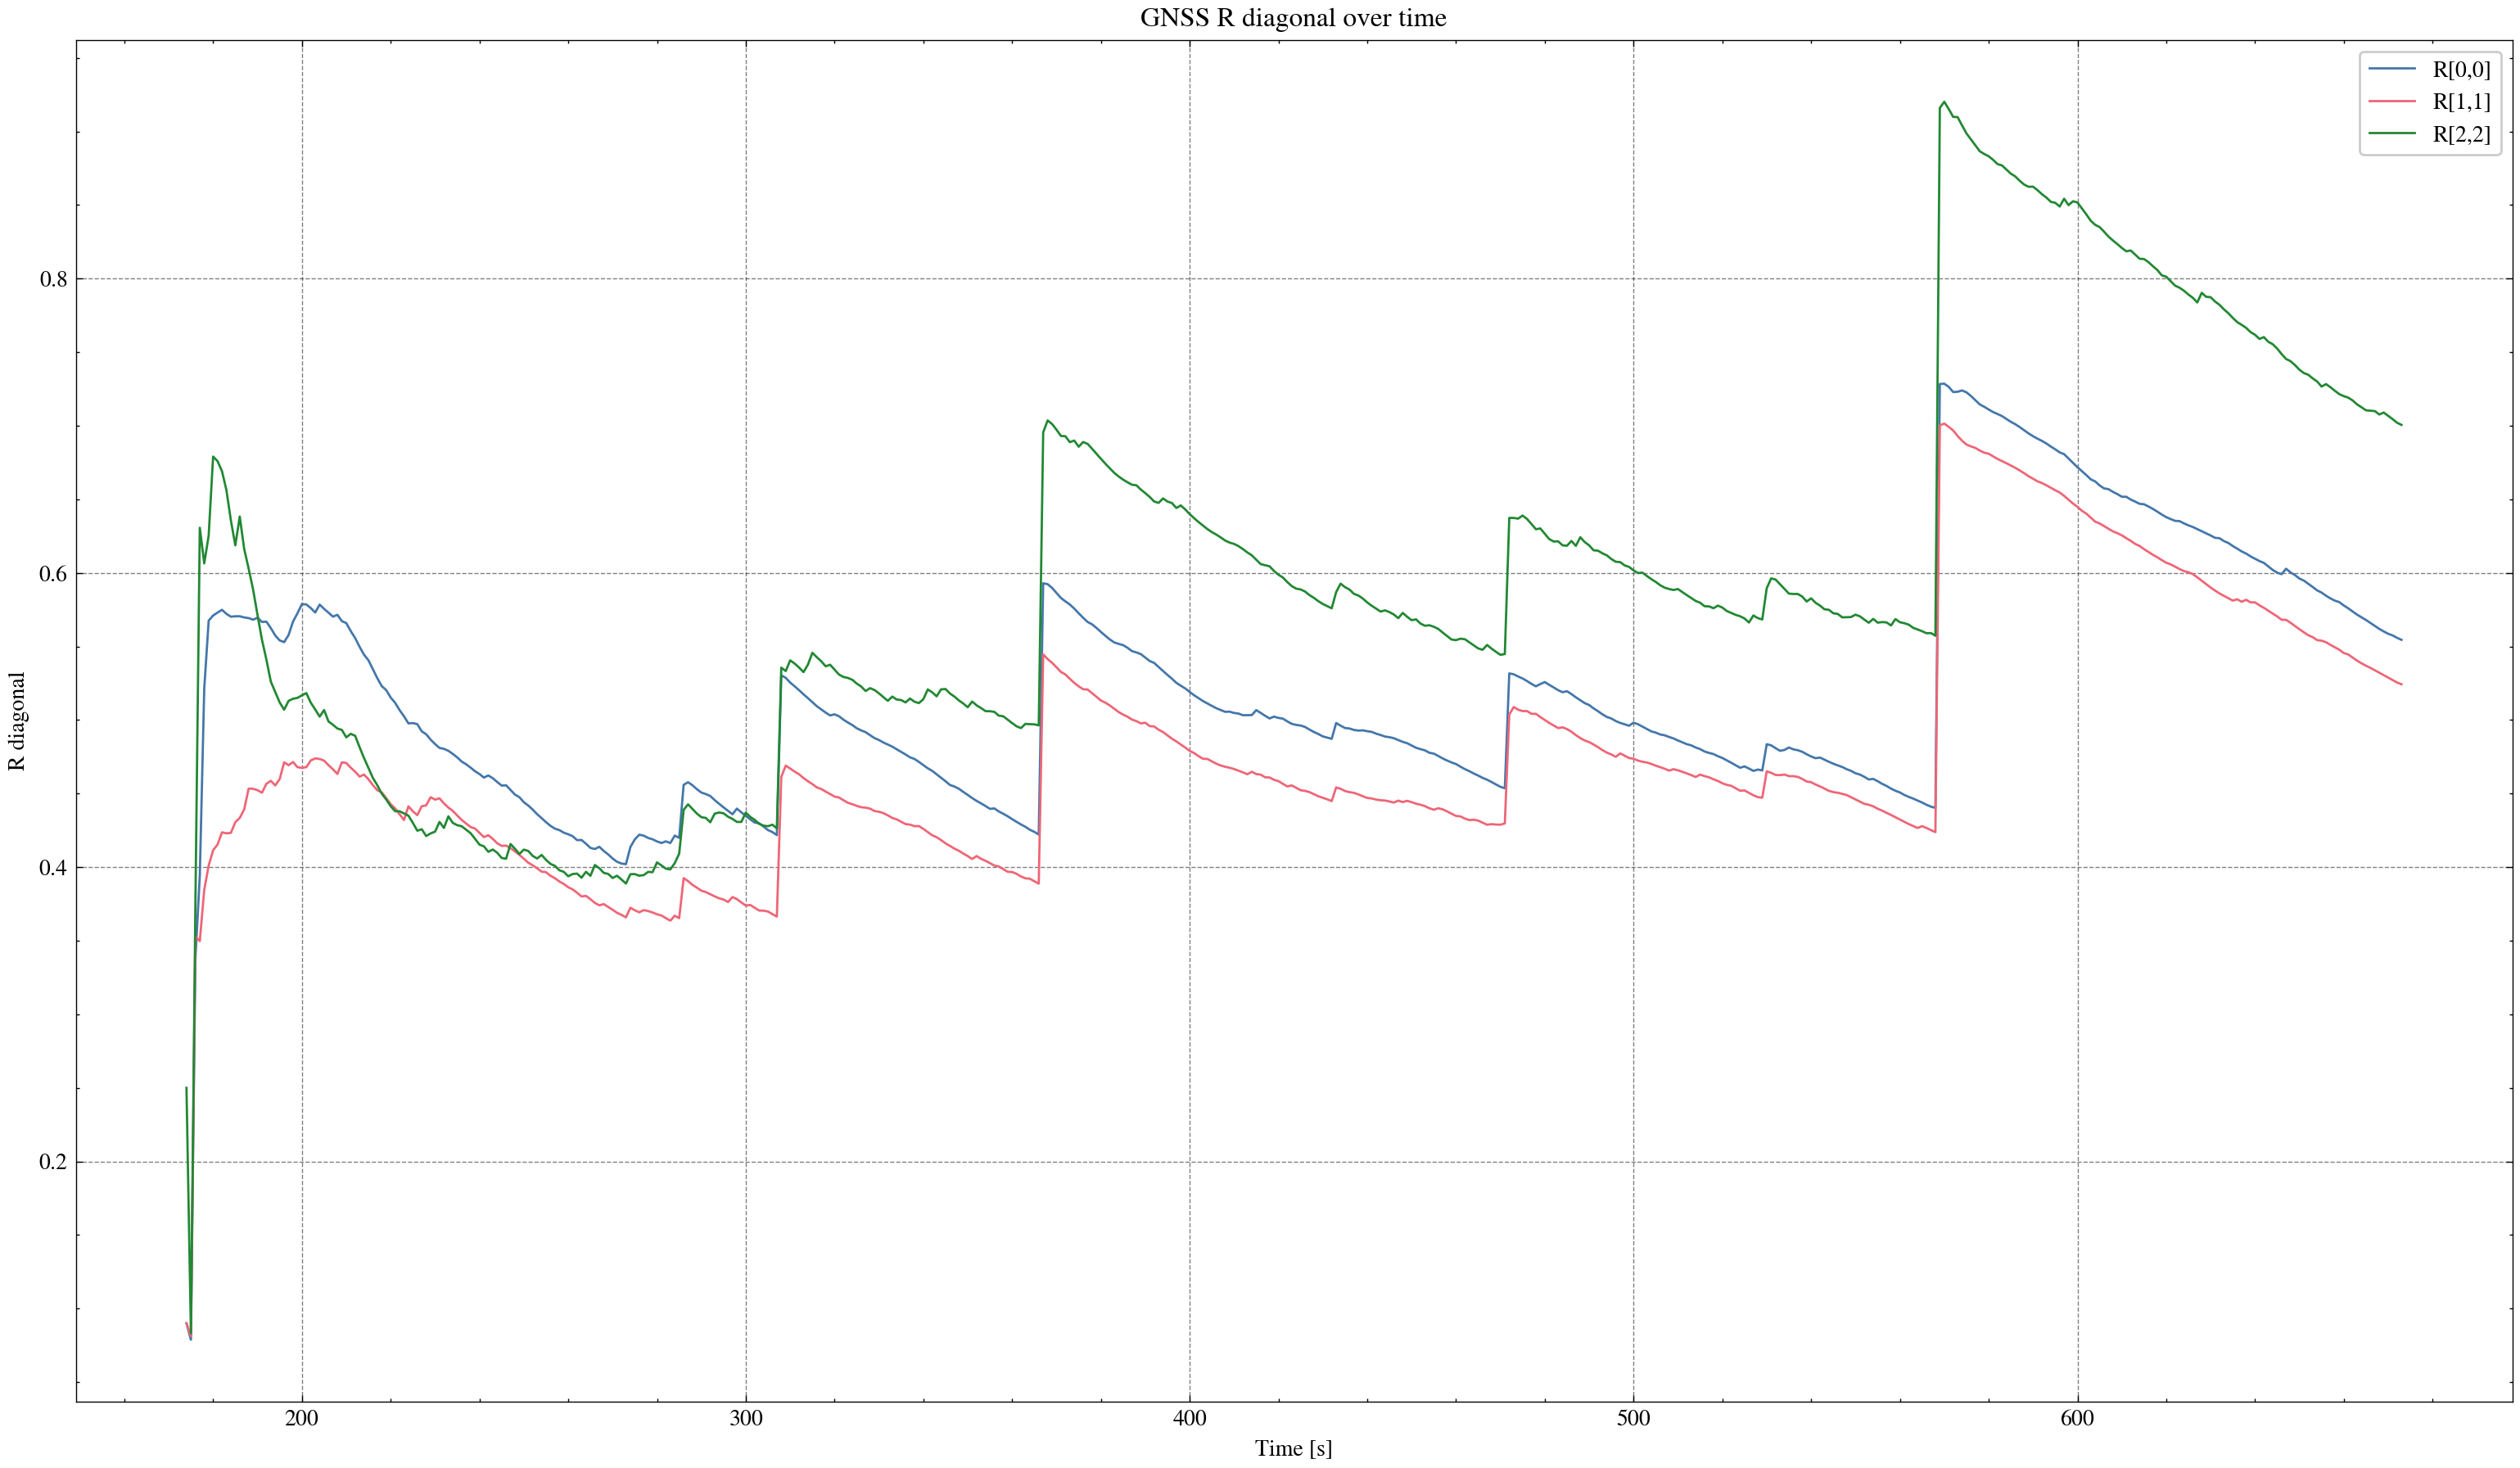 GNSS R diagonal over time
R[0,0]
R[1,1]
R[2,2]
0.8
0.6
0.4
0.2
R diagonal
200 300 400 500 600
Time [s]